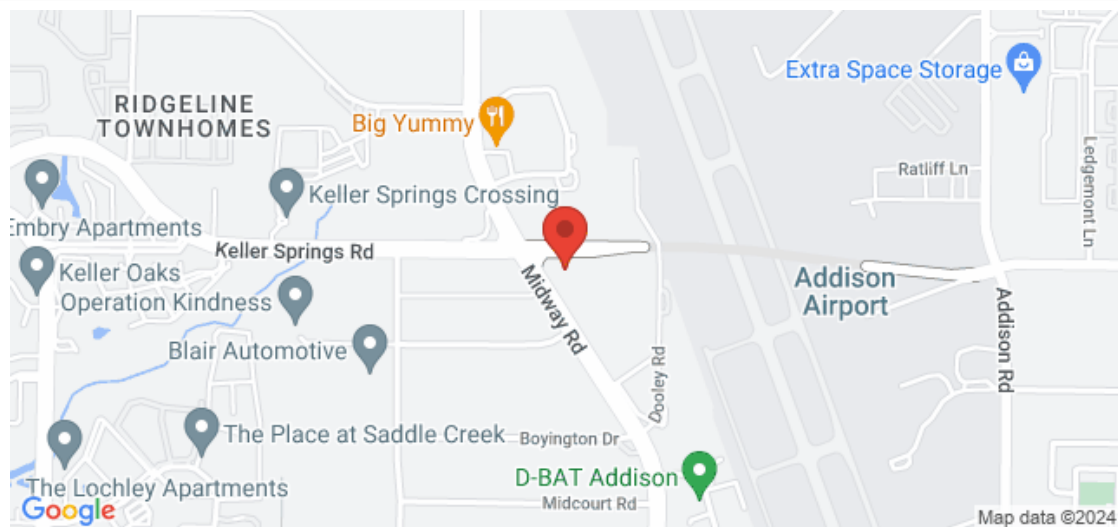 Extra Space Storage
RIDGELINE
TOWNHOMES
Big Yummy
Ratliff Ln
Ledgemont Ln
Keller Springs Crossing
Embry Apartments
Keller Springs Rd
Keller Oaks
Operation Kindness
Midway Rd
Addison
Airport
Addison Rd
Blair Automotive
Dooley Rd
The Place at Saddle Creek
Boyington Dr
D-BAT Addison
The Lochley Apartments
Midcourt Rd
Google
Map data ©2024